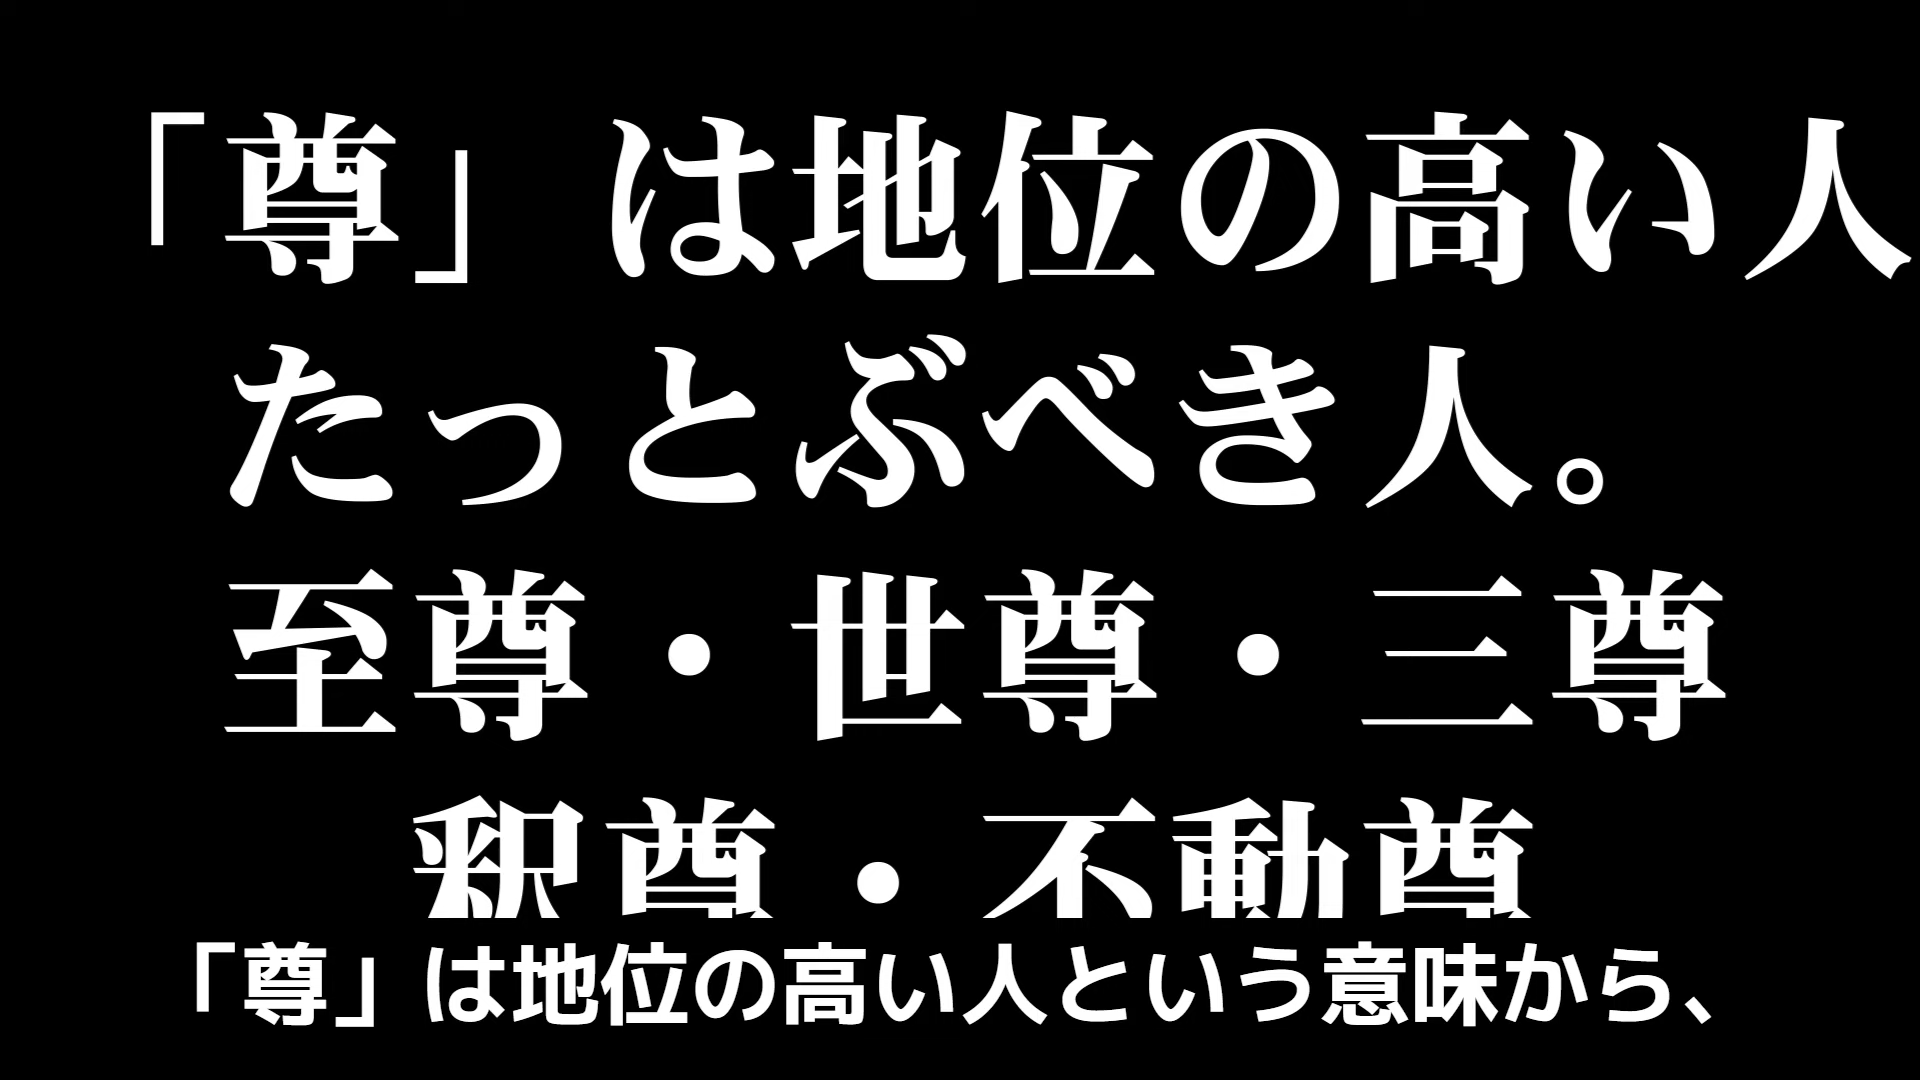 「尊」は地位の高い人
たっとぶべき人。
至尊・世尊・三尊
釈尊・不動尊
「尊」は地位の高い人という意味から、